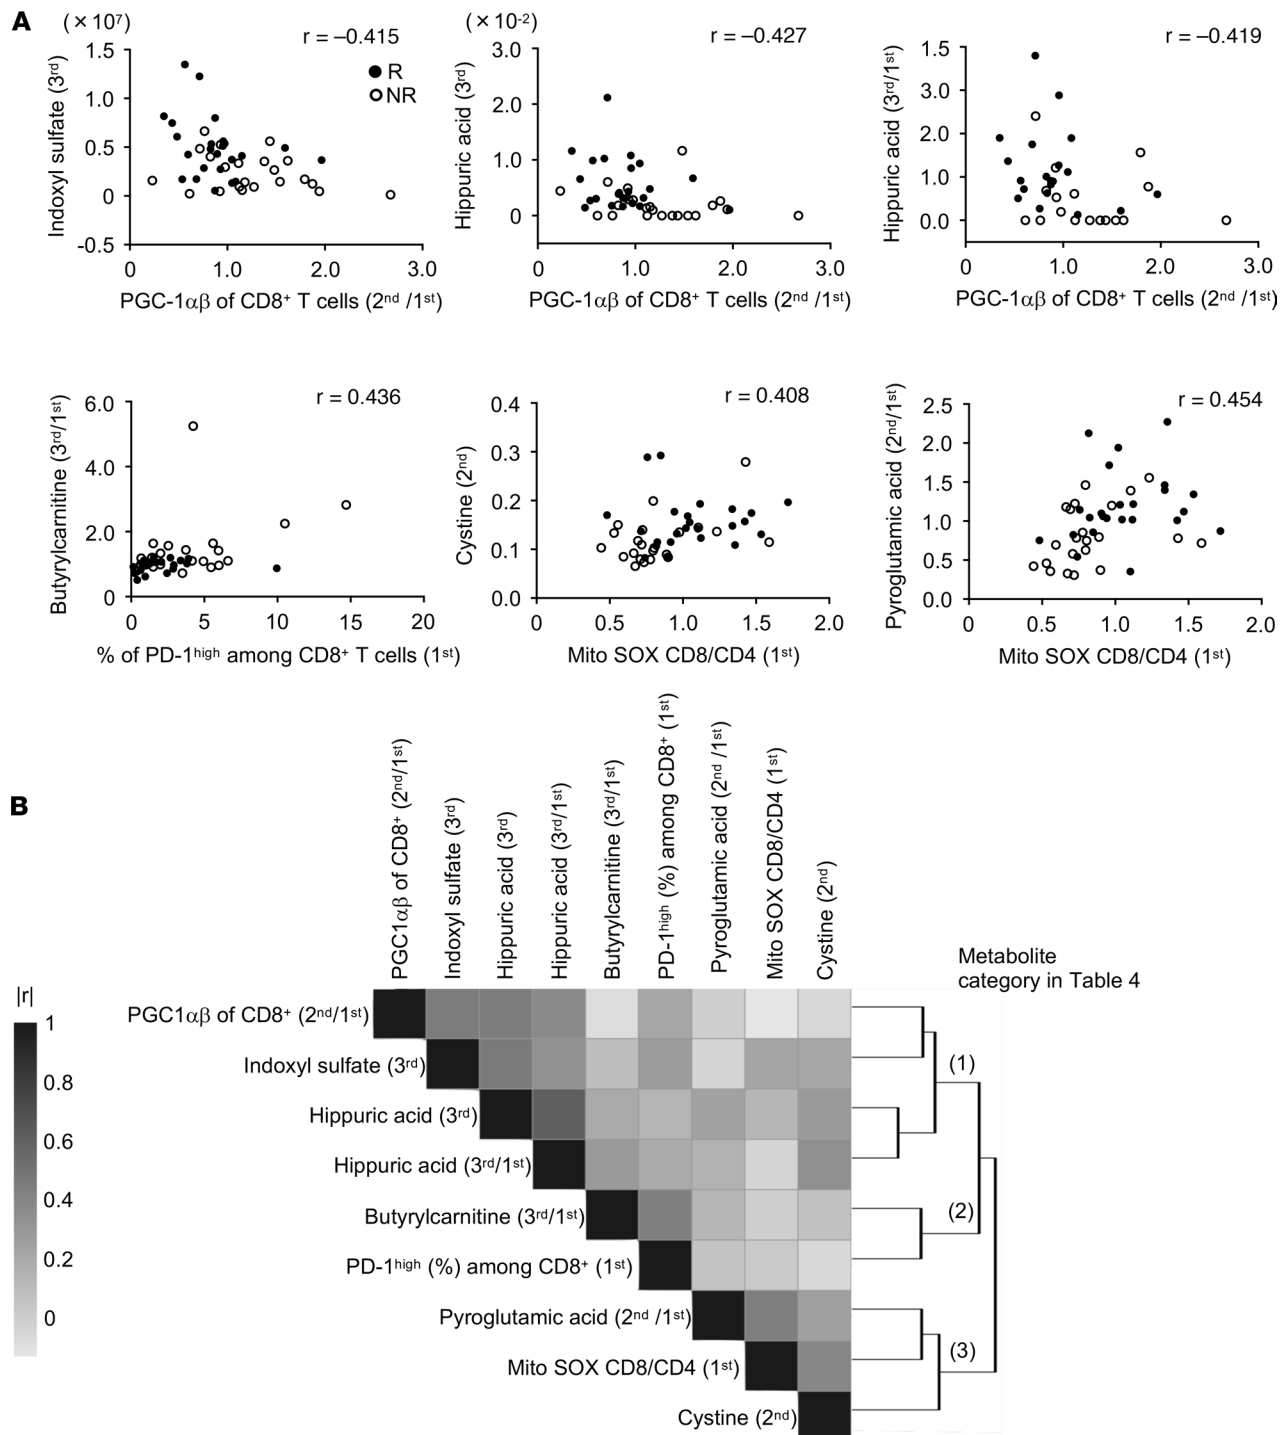 A
(×10⁷)
r = –0.415
Indoxyl sulfate (3rd)
1.5
1.0
0.5
0
-0.5
R
NR
0 1.0 2.0 3.0
PGC-1αβ of CD8⁺ T cells (2nd /1st)
(×10⁻²)
r = –0.427
Hippuric acid (3rd)
3.0
2.0
1.0
0
0 1.0 2.0 3.0
PGC-1αβ of CD8⁺ T cells (2nd /1st)
r = –0.419
Hippuric acid (3rd/1st)
1.5
3.0
2.0
1.0
0.0
0 1.0 2.0 3.0
PGC-1αβ of CD8⁺ T cells (2nd /1st)
r = 0.436
Butyrylcarnitine (3rd/1st)
6.0
4.0
2.0
0
0 5 10 15 20
% of PD-1high among CD8⁺ T cells (1st)
r = 0.408
Cystine (2nd)
0.4
0.3
0.2
0.1
0.0
0 0.5 1.0 1.5 2.0
Mito SOX CD8/CD4 (1st)
r = 0.454
Pyroglutamic acid (2nd/1st)
2.5
2.0
1.5
1.0
0.5
0.0
0 0.5 1.0 1.5 2.0
Mito SOX CD8/CD4 (1st)
B
PGC1αβ of CD8⁺ (2nd/1st)
Indoxyl sulfate (3rd)
Hippuric acid (3rd)
Hippuric acid (3rd/1st)
Butyrylcarnitine (3rd/1st)
PD-1high (%) among CD8⁺ (1st)
Pyroglutamic acid (2nd /1st)
Mito SOX CD8/CD4 (1st)
Cystine (2nd)
Metabolite
category in Table 4
|r|
1
0.8
0.6
0.4
0.2
0
PGC1αβ of CD8⁺ (2nd/1st)
Indoxyl sulfate (3rd)
Hippuric acid (3rd)
Hippuric acid (3rd/1st)
Butyrylcarnitine (3rd/1st)
PD-1high (%) among CD8⁺ (1st)
Pyroglutamic acid (2nd /1st)
Mito SOX CD8/CD4 (1st)
Cystine (2nd)
(1)
(2)
(3)